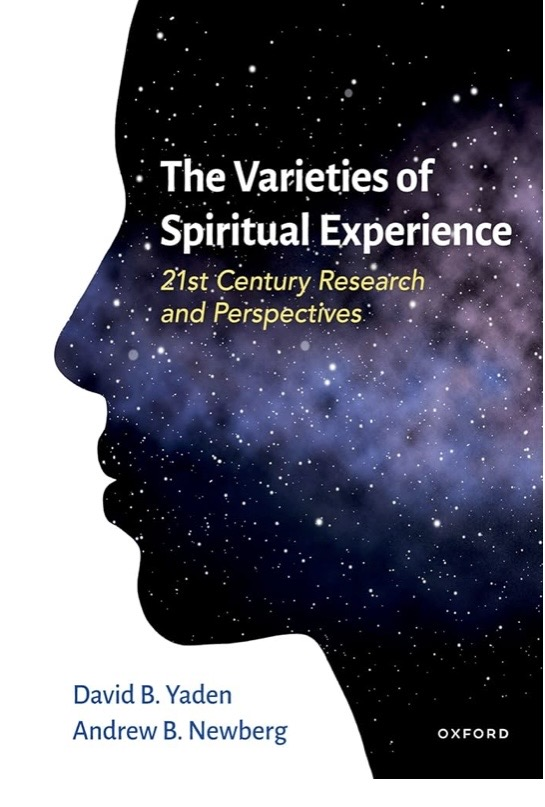 The Varieties of
Spiritual Experience
21st Century Research
and Perspectives
David B. Yaden
Andrew B. Newberg
OXFORD